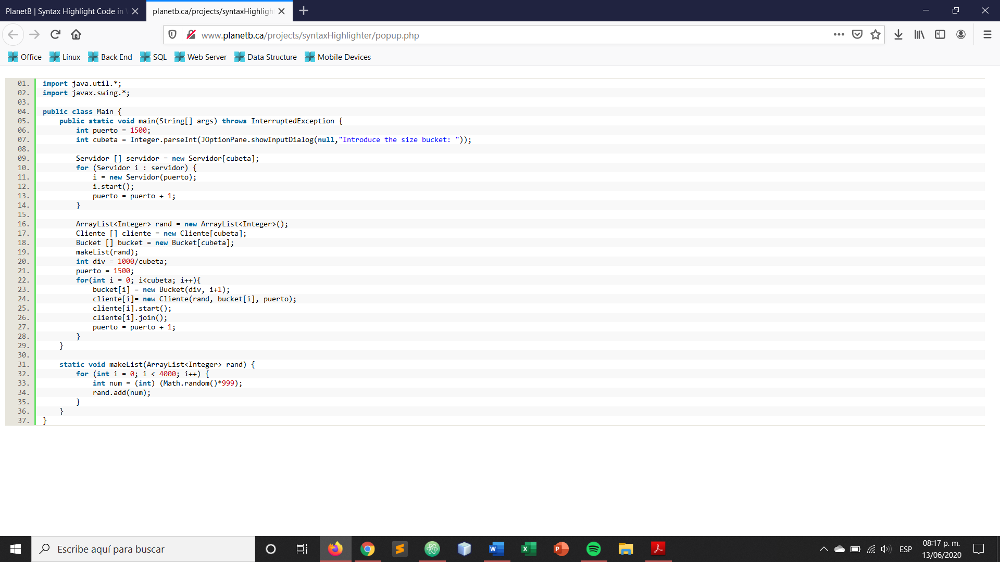 PlanetB | Syntax Highlight Code in
planetb.ca/projects/syntaxHighligh
www.planetb.ca/projects/syntaxHighlighter/popup.php
Office Linux Back End SQL Web Server Data Structure Mobile Devices
01. import java.util.*;
02. import javax.swing.*;
03.
04. public class Main {
05.     public static void main(String[] args) throws InterruptedException {
06.         int puerto = 1500;
07.         int cubeta = Integer.parseInt(JOptionPane.showInputDialog(null,"Introduce the size bucket: "));
08.
09.         Servidor [] servidor = new Servidor[cubeta];
10.         for (Servidor i : servidor) {
11.             i = new Servidor(puerto);
12.             i.start();
13.             puerto = puerto + 1;
14.         }
15.
16.         ArrayList<Integer> rand = new ArrayList<Integer>();
17.         Cliente [] cliente = new Cliente[cubeta];
18.         Bucket [] bucket = new Bucket[cubeta];
19.         makeList(rand);
20.         int div = 1000/cubeta;
21.         puerto = 1500;
22.         for(int i = 0; i<cubeta; i++){
23.             bucket[i] = new Bucket(div, i+1);
24.             cliente[i]= new Cliente(rand, bucket[i], puerto);
25.             cliente[i].start();
26.             cliente[i].join();
27.             puerto = puerto + 1;
28.         }
29.     }
30.
31.     static void makeList(ArrayList<Integer> rand) {
32.         for (int i = 0; i < 4000; i++) {
33.             int num = (int) (Math.random()*999);
34.             rand.add(num);
35.         }
36.     }
37. }
Escribe aquí para buscar
ESP
08:17 p. m.
13/06/2020